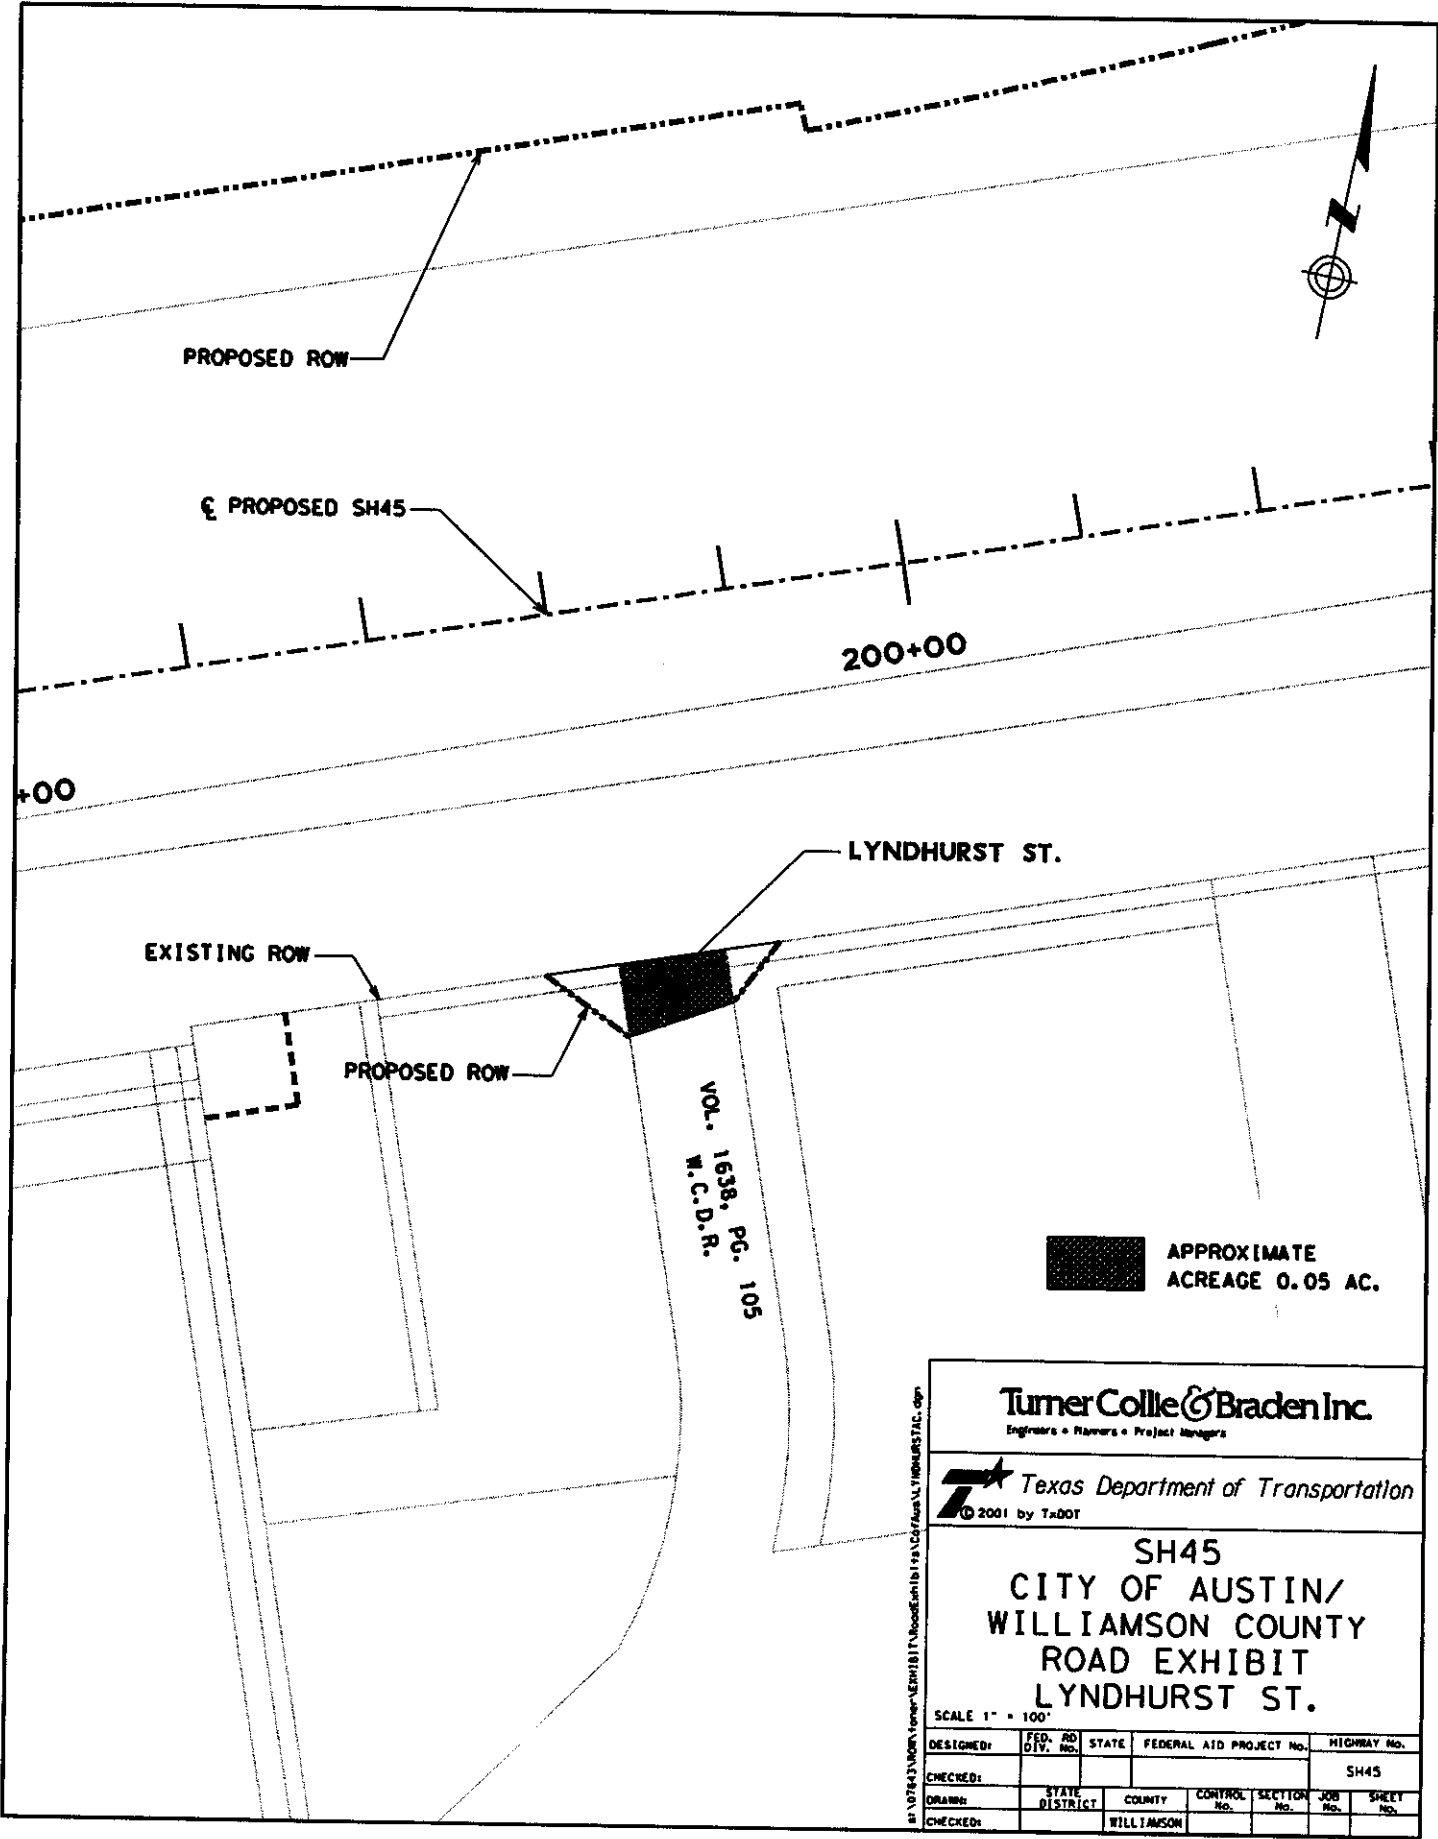 N
PROPOSED ROW
℄ PROPOSED SH45
200+00
+00
LYNDHURST ST.
EXISTING ROW
PROPOSED ROW
VOL. 1638, PG. 105
W.C.D.R.
APPROXIMATE
ACREAGE 0.05 AC.
Turner Collie & Braden Inc.
Engineers • Planners • Project Managers
Texas Department of Transportation
© 2001 by TxDOT
SH45
CITY OF AUSTIN/
WILLIAMSON COUNTY
ROAD EXHIBIT
LYNDHURST ST.
SCALE 1" = 100'
DESIGNED: FED. RD DIV. No. STATE FEDERAL AID PROJECT No. HIGHWAY No.
CHECKED: SH45
DRAWN: STATE DISTRICT COUNTY CONTROL No. SECTION No. JOB No. SHEET No.
CHECKED: WILLIAMSON